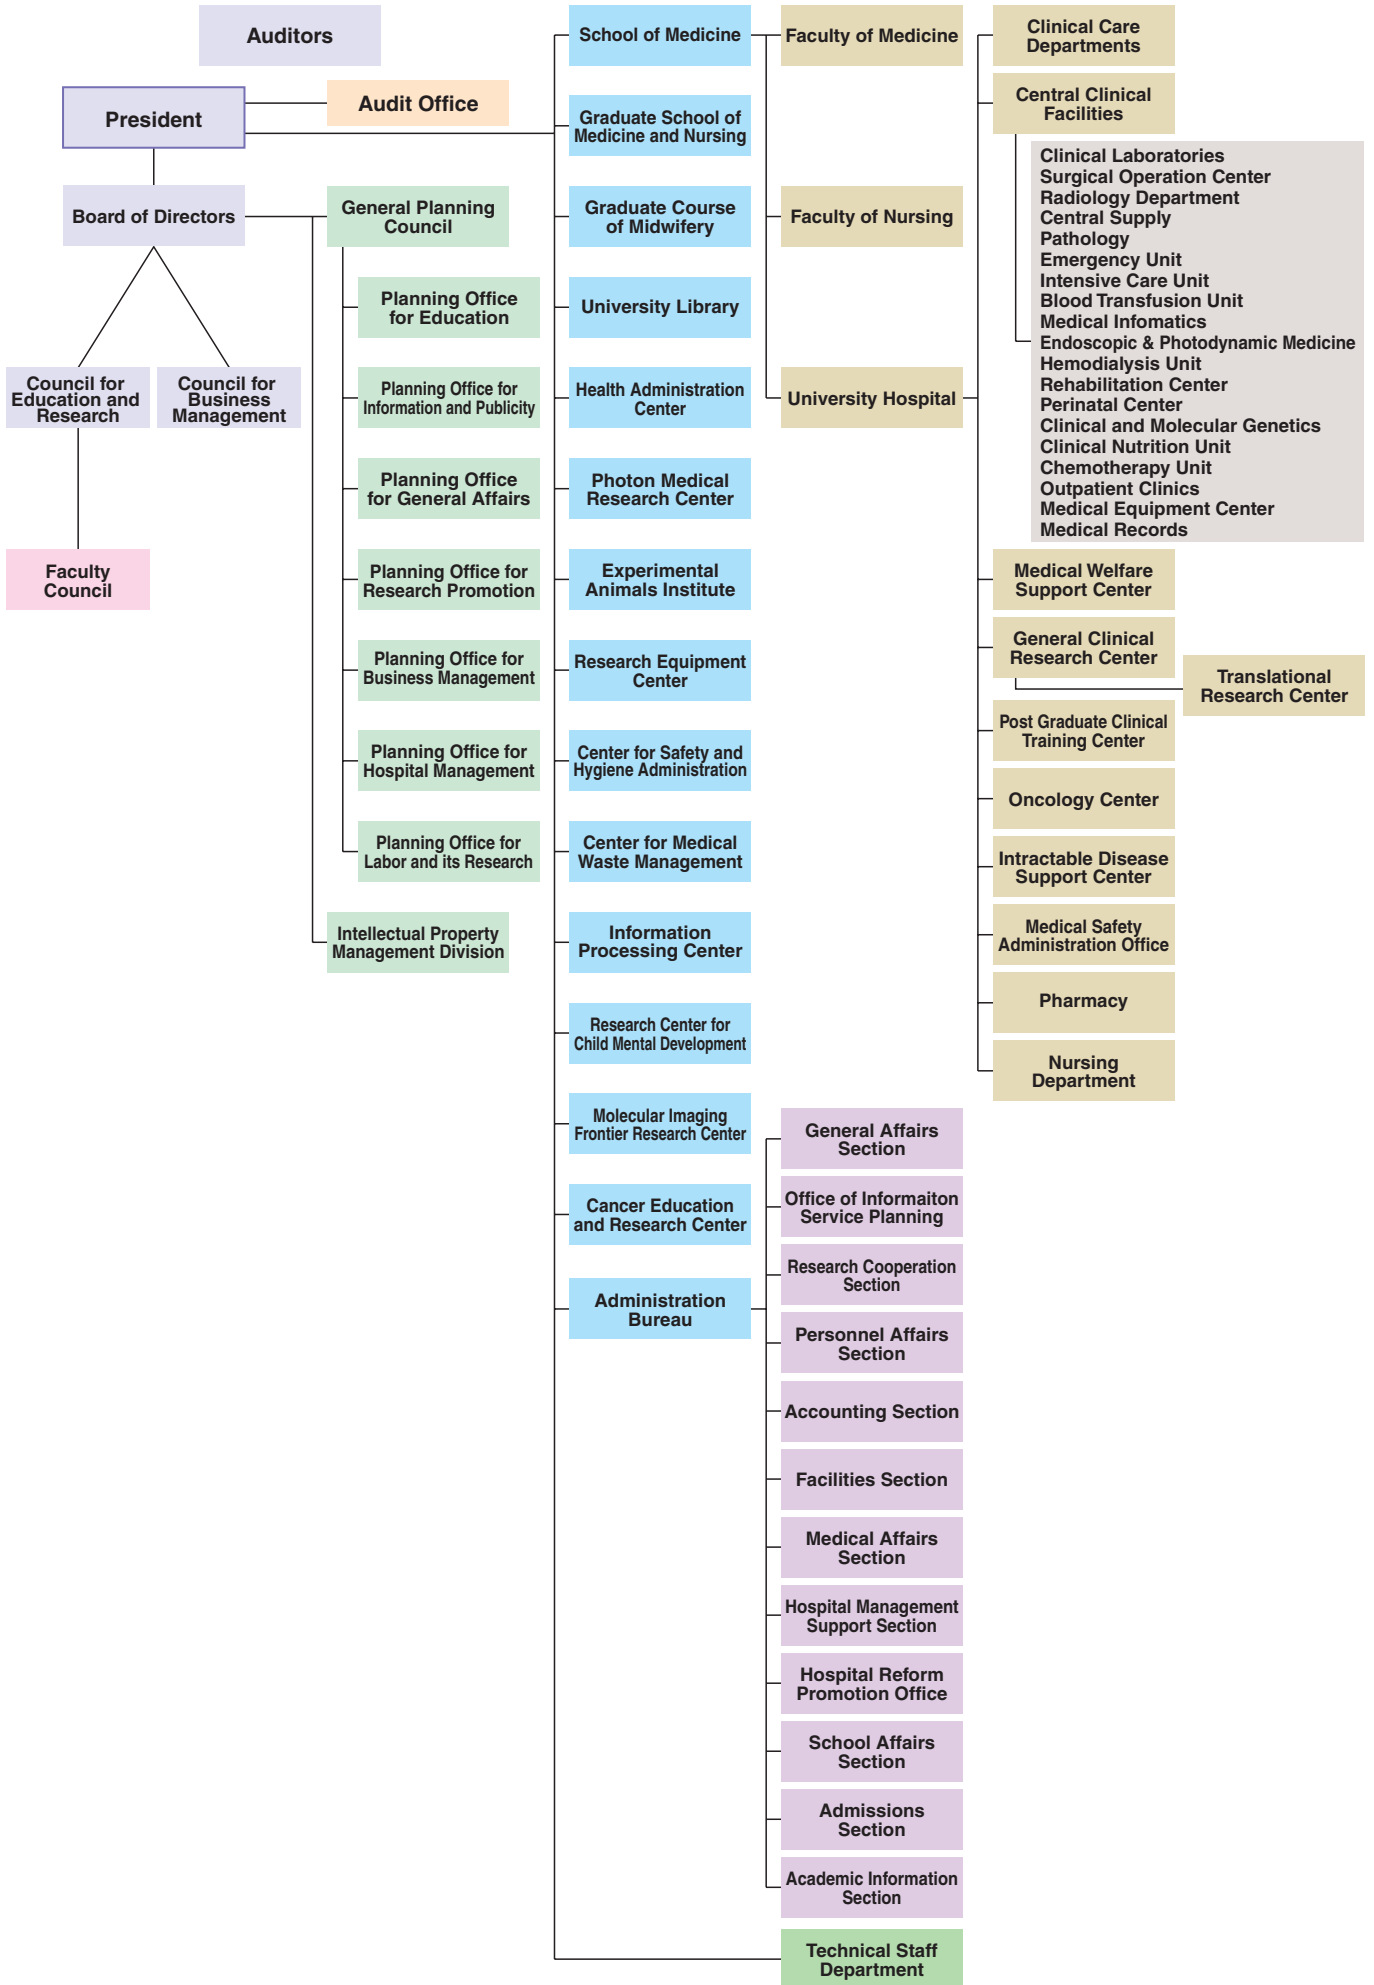 Auditors
President
Audit Office
Board of Directors
Council for
Education and
Research
Council for
Business
Management
Faculty
Council
General Planning
Council
Planning Office
for Education
Planning Office for
Information and Publicity
Planning Office
for General Affairs
Planning Office for
Research Promotion
Planning Office for
Business Management
Planning Office for
Hospital Management
Planning Office for
Labor and its Research
Intellectual Property
Management Division
School of Medicine
Graduate School of
Medicine and Nursing
Graduate Course
of Midwifery
University Library
Health Administration
Center
Photon Medical
Research Center
Experimental
Animals Institute
Research Equipment
Center
Center for Safety and
Hygiene Administration
Center for Medical
Waste Management
Information
Processing Center
Research Center for
Child Mental Development
Molecular Imaging
Frontier Research Center
Cancer Education
and Research Center
Administration
Bureau
Faculty of Medicine
Faculty of Nursing
University Hospital
Clinical Care
Departments
Central Clinical
Facilities
Clinical Laboratories
Surgical Operation Center
Radiology Department
Central Supply
Pathology
Emergency Unit
Intensive Care Unit
Blood Transfusion Unit
Medical Infomatics
Endoscopic & Photodynamic Medicine
Hemodialysis Unit
Rehabilitation Center
Perinatal Center
Clinical and Molecular Genetics
Clinical Nutrition Unit
Chemotherapy Unit
Outpatient Clinics
Medical Equipment Center
Medical Records
Medical Welfare
Support Center
General Clinical
Research Center
Translational
Research Center
Post Graduate Clinical
Training Center
Oncology Center
Intractable Disease
Support Center
Medical Safety
Administration Office
Pharmacy
Nursing
Department
General Affairs
Section
Office of Informaiton
Service Planning
Research Cooperation
Section
Personnel Affairs
Section
Accounting Section
Facilities Section
Medical Affairs
Section
Hospital Management
Support Section
Hospital Reform
Promotion Office
School Affairs
Section
Admissions
Section
Academic Information
Section
Technical Staff
Department